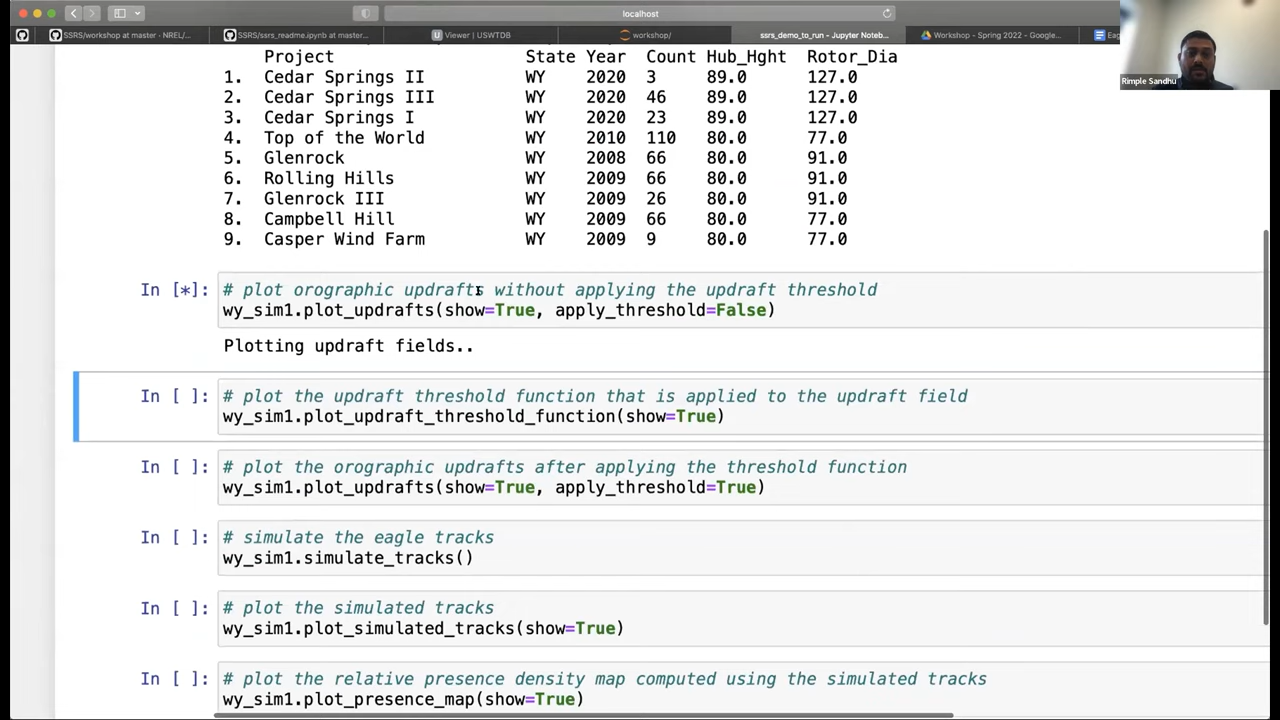 localhost
SSRS/workshop at master · NREL/...
SSRS/ssrs_readme.ipynb at master...
Viewer | USWTDB
workshop/
ssrs_demo_to_run - Jupyter Noteb...
Workshop - Spring 2022 - Google...
Eag
Rimple Sandhu
Project State Year Count Hub_Hght Rotor_Dia
1. Cedar Springs II WY 2020 3 89.0 127.0
2. Cedar Springs III WY 2020 46 89.0 127.0
3. Cedar Springs I WY 2020 23 89.0 127.0
4. Top of the World WY 2010 110 80.0 77.0
5. Glenrock WY 2008 66 80.0 91.0
6. Rolling Hills WY 2009 66 80.0 91.0
7. Glenrock III WY 2009 26 80.0 91.0
8. Campbell Hill WY 2009 66 80.0 77.0
9. Casper Wind Farm WY 2009 9 80.0 77.0
In [*]: # plot orographic updrafts without applying the updraft threshold
wy_sim1.plot_updrafts(show=True, apply_threshold=False)
Plotting updraft fields..
In [ ]: # plot the updraft threshold function that is applied to the updraft field
wy_sim1.plot_updraft_threshold_function(show=True)
In [ ]: # plot the orographic updrafts after applying the threshold function
wy_sim1.plot_updrafts(show=True, apply_threshold=True)
In [ ]: # simulate the eagle tracks
wy_sim1.simulate_tracks()
In [ ]: # plot the simulated tracks
wy_sim1.plot_simulated_tracks(show=True)
In [ ]: # plot the relative presence density map computed using the simulated tracks
wy_sim1.plot_presence_map(show=True)